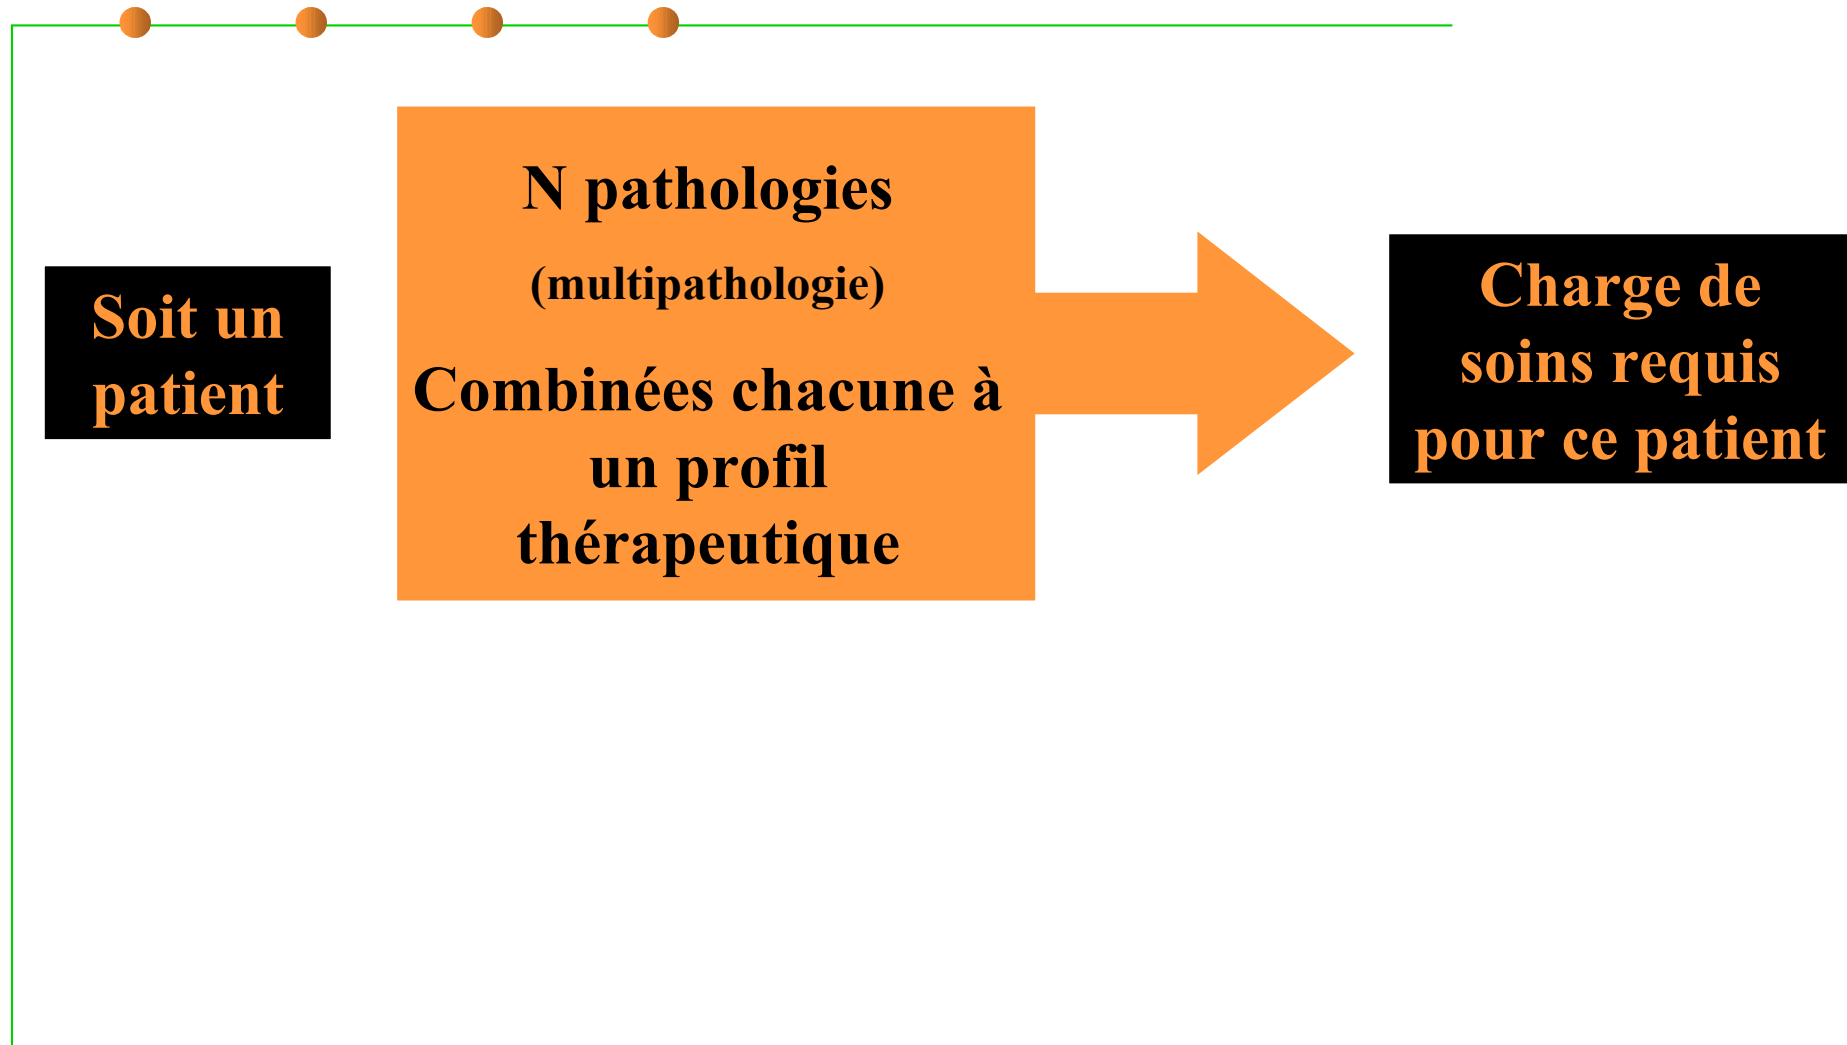 Soit un
patient
N pathologies
(multipathologie)
Combinées chacune à
un profil
thérapeutique
Charge de
soins requis
pour ce patient